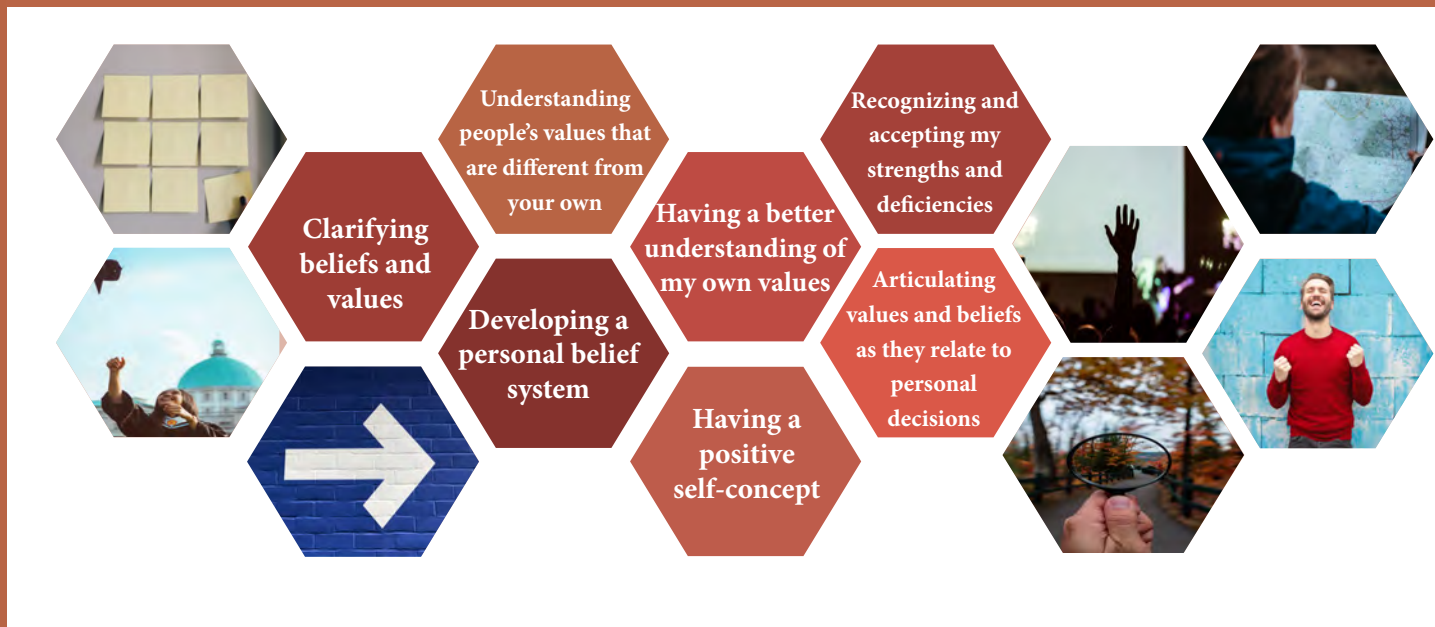 Clarifying
beliefs and
values
Understanding
people’s values that
are different from
your own
Developing a
personal belief
system
Having a better
understanding of
my own values
Having a
positive
self-concept
Recognizing and
accepting my
strengths and
deficiencies
Articulating
values and beliefs
as they relate to
personal
decisions